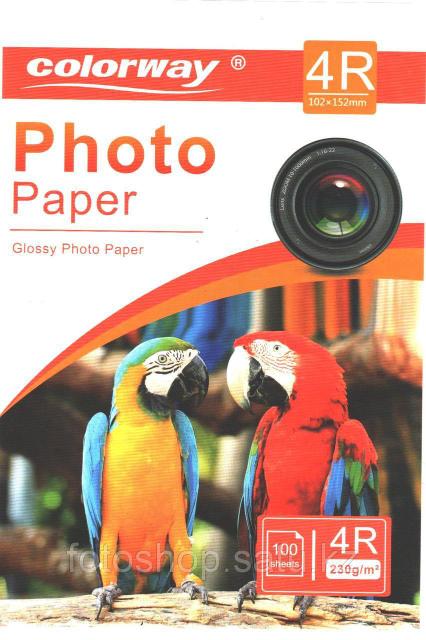 colorway ®
4R
102×152mm
Photo
Paper
Glossy Photo Paper
100
sheets
4R
230g/m²
fotoshop.satu.kz